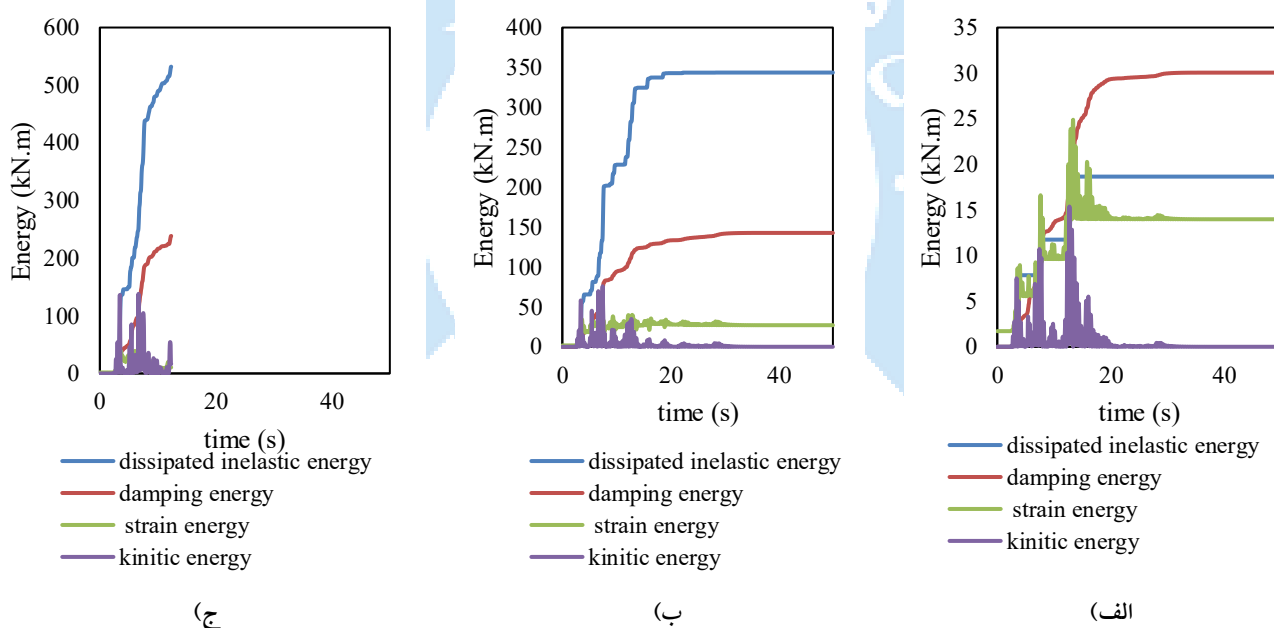 600
500
400
300
200
100
0
Energy (kN.m)
0 20 40
time (s)
dissipated inelastic energy
damping energy
strain energy
kinitic energy
ج)
400
350
300
250
200
150
100
50
0
Energy (kN.m)
0 20 40
time (s)
dissipated inelastic energy
damping energy
strain energy
kinitic energy
ب)
35
30
25
20
15
10
5
0
Energy (kN.m)
0 20 40
time (s)
dissipated inelastic energy
damping energy
strain energy
kinitic energy
الف)